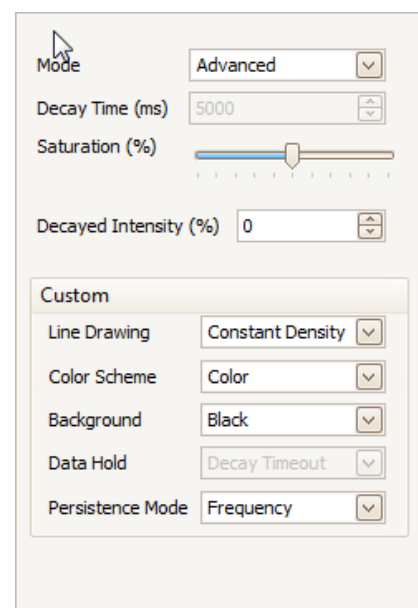 Mode Advanced
Decay Time (ms) 5000
Saturation (%)
Decayed Intensity (%) 0
Custom
Line Drawing Constant Density
Color Scheme Color
Background Black
Data Hold Decay Timeout
Persistence Mode Frequency